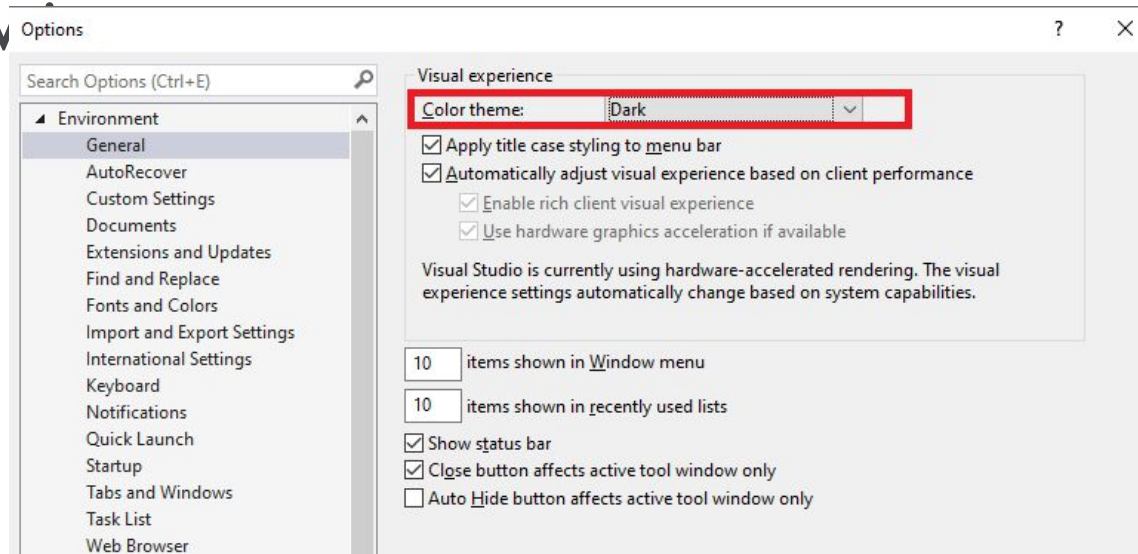 Options
?
Search Options (Ctrl+E)
Environment
General
AutoRecover
Custom Settings
Documents
Extensions and Updates
Find and Replace
Fonts and Colors
Import and Export Settings
International Settings
Keyboard
Notifications
Quick Launch
Startup
Tabs and Windows
Task List
Web Browser
Visual experience
Color theme: Dark
Apply title case styling to menu bar
Automatically adjust visual experience based on client performance
Enable rich client visual experience
Use hardware graphics acceleration if available
Visual Studio is currently using hardware-accelerated rendering. The visual
experience settings automatically change based on system capabilities.
10 items shown in Window menu
10 items shown in recently used lists
Show status bar
Close button affects active tool window only
Auto Hide button affects active tool window only